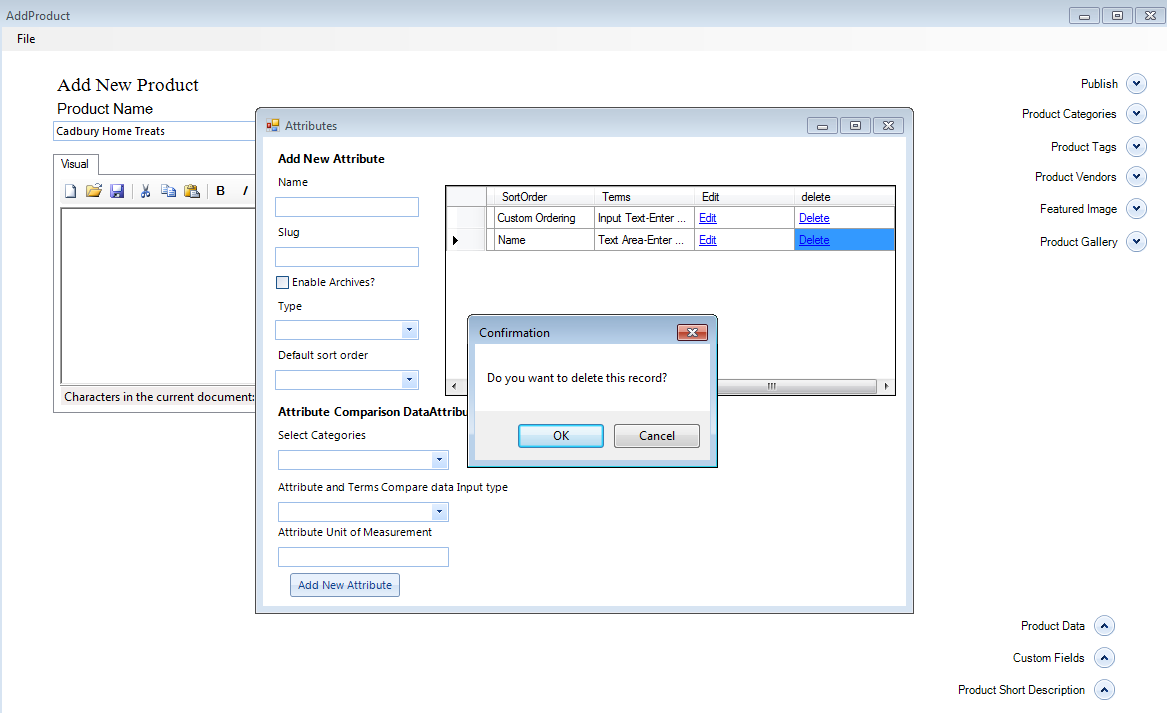 AddProduct
File
Add New Product
Product Name
Cadbury Home Treats
Visual
B I
Characters in the current document:
Attributes
Add New Attribute
Name
Slug
Enable Archives?
Type
Default sort order
SortOrder Terms Edit delete
Custom Ordering Input Text-Enter ... Edit Delete
Name Text Area-Enter ... Edit Delete
Confirmation
Do you want to delete this record?
OK Cancel
Attribute Comparison DataAttribu
Select Categories
Attribute and Terms Compare data Input type
Attribute Unit of Measurement
Add New Attribute
Publish
Product Categories
Product Tags
Product Vendors
Featured Image
Product Gallery
Product Data
Custom Fields
Product Short Description